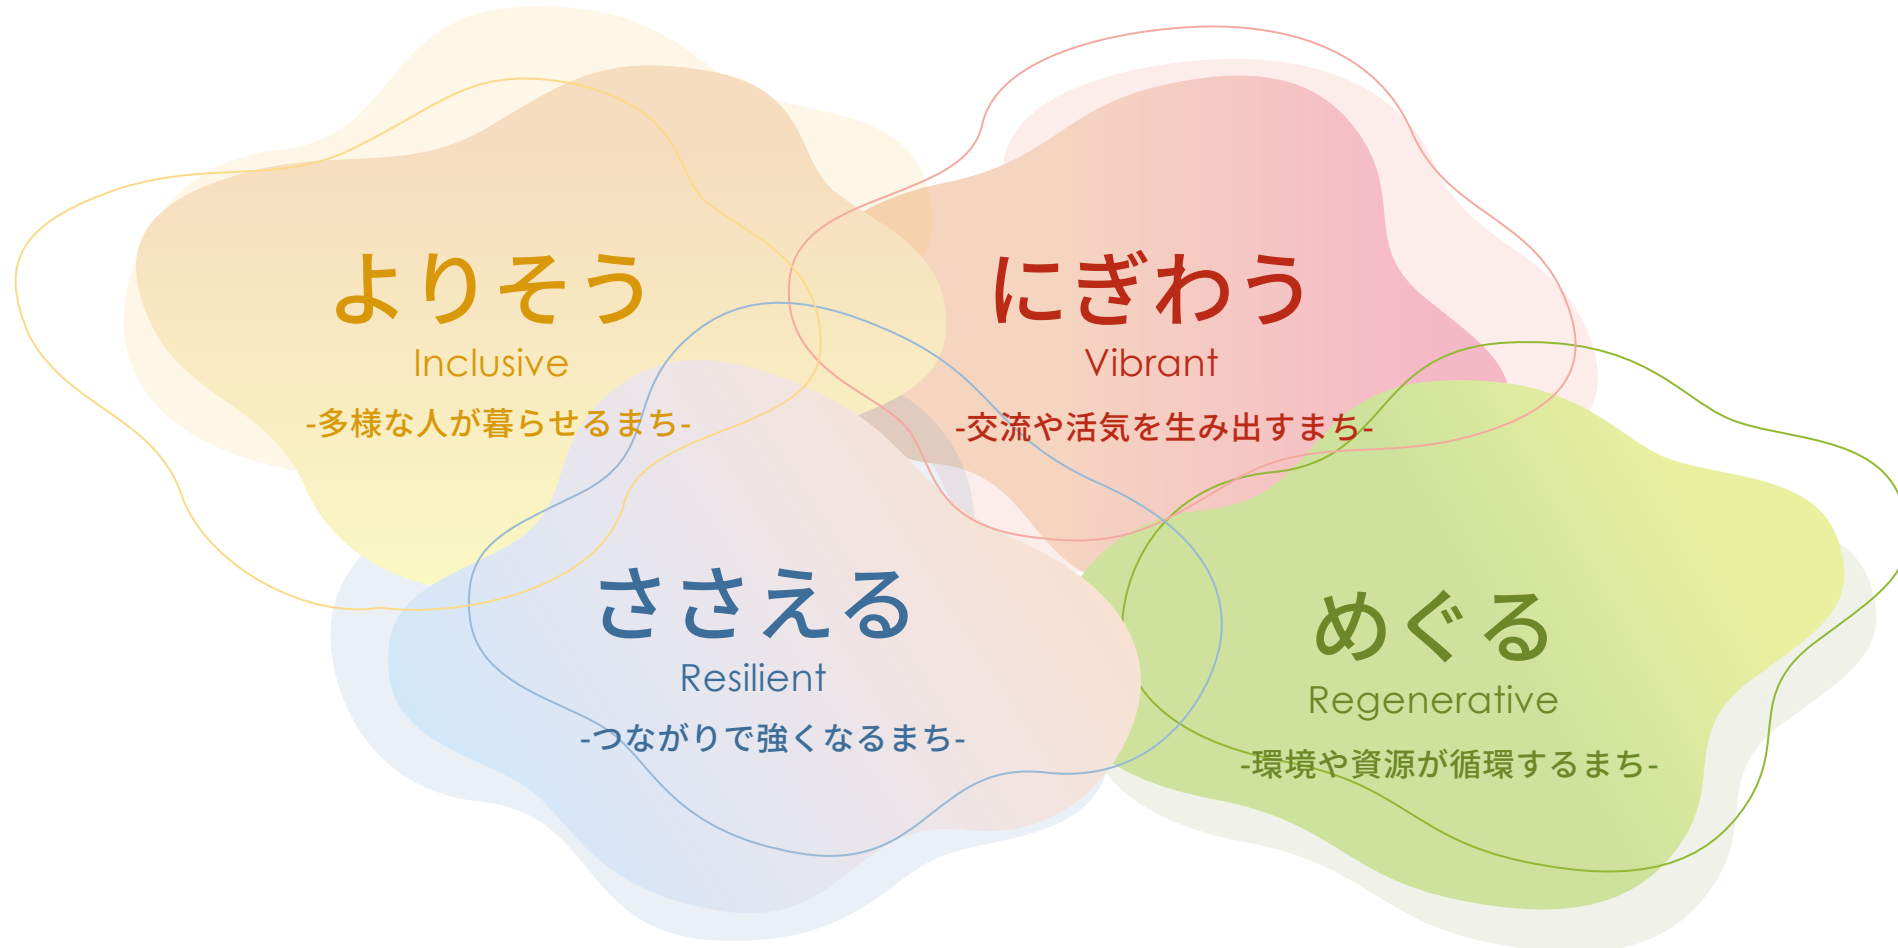 よりそう
Inclusive
-多様な人が暮らせるまち-
にぎわう
Vibrant
-交流や活気を生み出すまち-
ささえる
Resilient
-つながりで強くなるまち-
めぐる
Regenerative
-環境や資源が循環するまち-